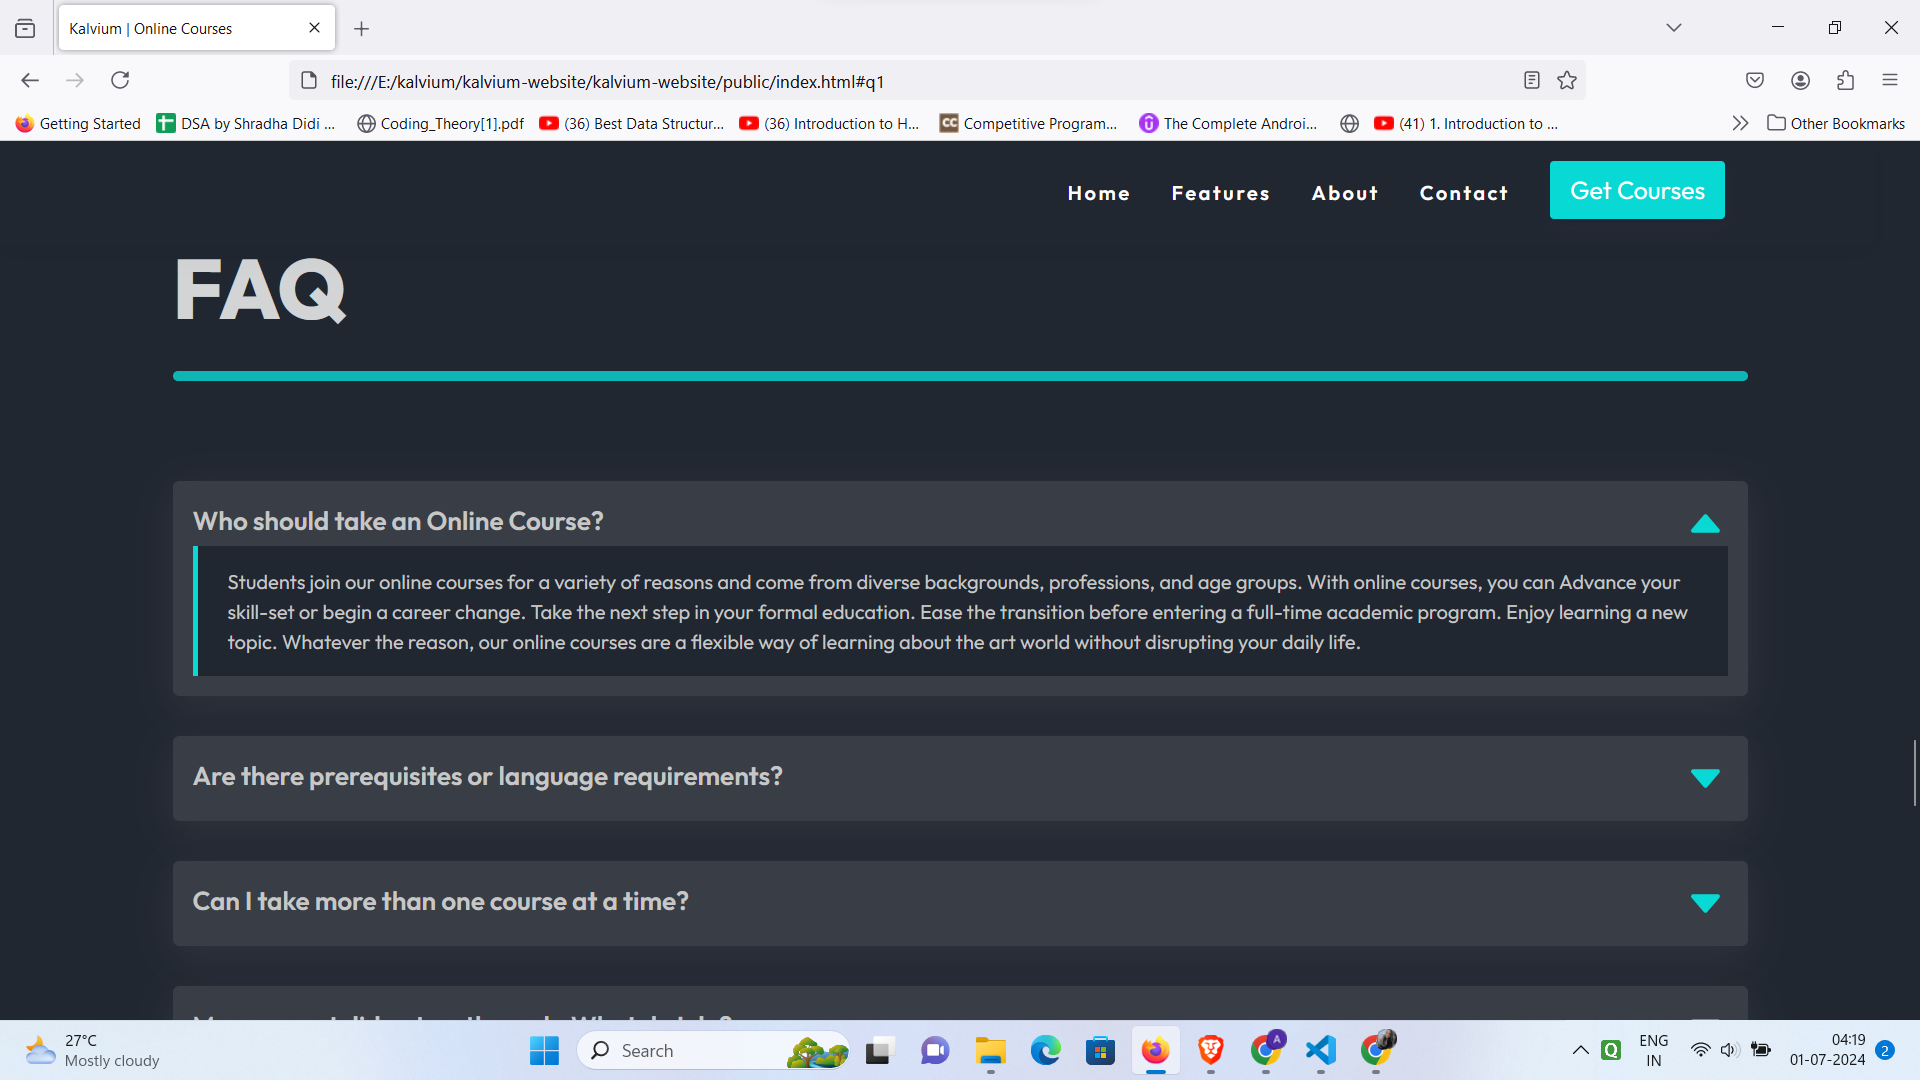 Kalvium | Online Courses
file:///E:/kalvium/kalvium-website/kalvium-website/public/index.html#q1
Getting Started
DSA by Shradha Didi ...
Coding_Theory[1].pdf
(36) Best Data Structur...
(36) Introduction to H...
CC
Competitive Program...
The Complete Androi...
(41) 1. Introduction to ...
Other Bookmarks
Home
Features
About
Contact
Get Courses
FAQ
Who should take an Online Course?
Students join our online courses for a variety of reasons and come from diverse backgrounds, professions, and age groups. With online courses, you can Advance your
skill-set or begin a career change. Take the next step in your formal education. Ease the transition before entering a full-time academic program. Enjoy learning a new
topic. Whatever the reason, our online courses are a flexible way of learning about the art world without disrupting your daily life.
Are there prerequisites or language requirements?
Can I take more than one course at a time?
27°C
Mostly cloudy
Search
A
Q
ENG
IN
04:19
01-07-2024
2